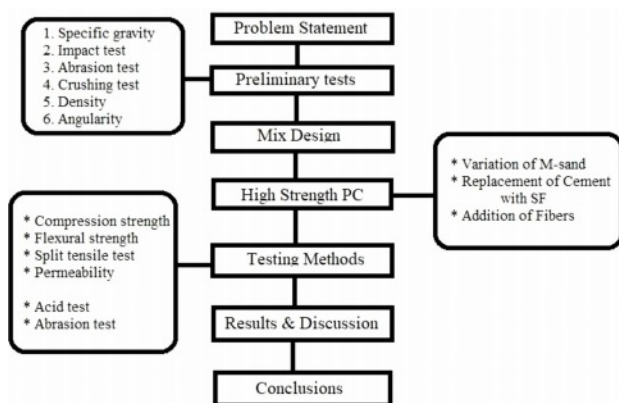 Problem Statement
1. Specific gravity
2. Impact test
3. Abrasion test
4. Crushing test
5. Density
6. Angularity
Preliminary tests
Mix Design
High Strength PC
* Variation of M-sand
* Replacement of Cement
with SF
* Addition of Fibers
* Compression strength
* Flexural strength
* Split tensile test
* Permeability
* Acid test
* Abrasion test
Testing Methods
Results & Discussion
Conclusions